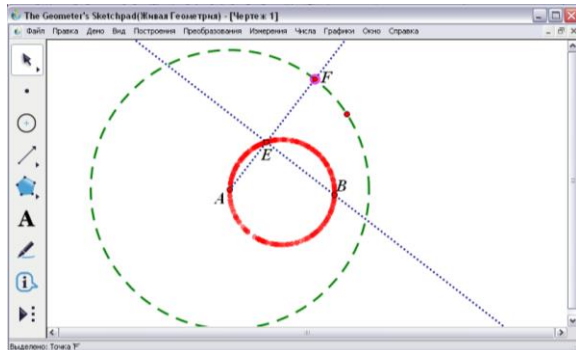 The Geometer's Sketchpad(Живая Геометрия) - [Чертеж 1]
Файл Правка Дено Вид Построения Преобразования Измерения Числа Графики Окно Справка
F
E
B
A
A
Выделено: Точка 'F'